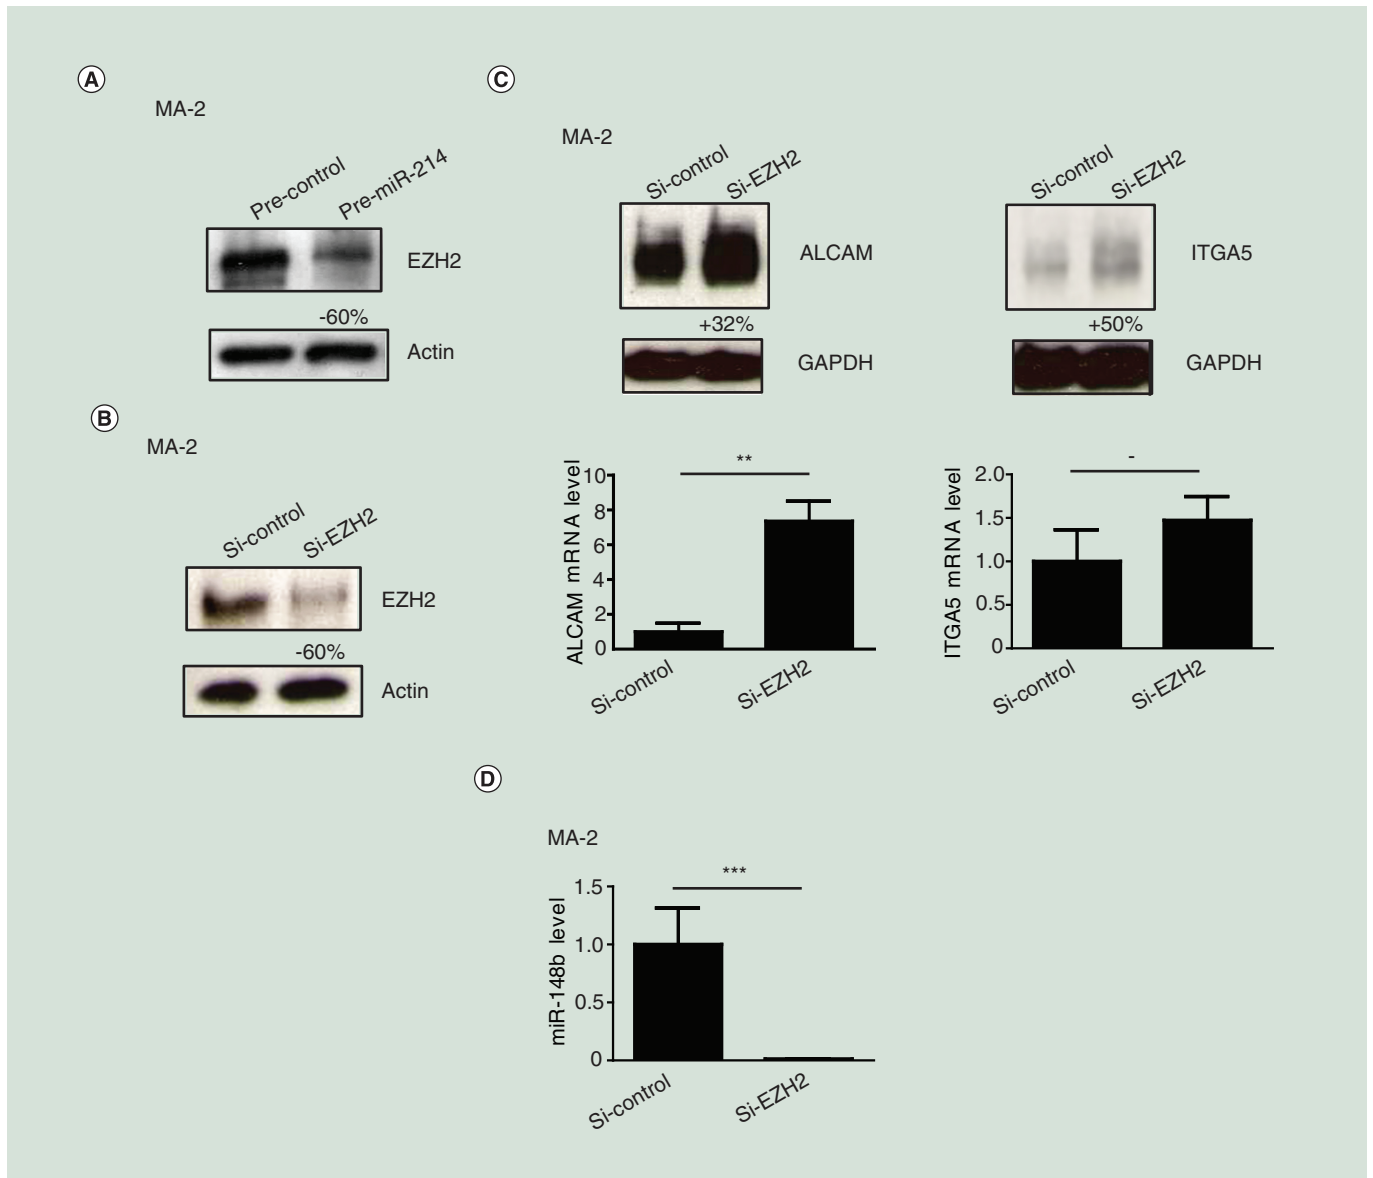 A
MA-2
Pre-control
Pre-miR-214
EZH2
-60%
Actin
B
MA-2
Si-control
Si-EZH2
EZH2
-60%
Actin
C
MA-2
Si-control
Si-EZH2
ALCAM
+32%
GAPDH
Si-control
Si-EZH2
ITGA5
+50%
GAPDH
ALCAM mRNA level
10
8
6
4
2
0
**
Si-control
Si-EZH2
ITGA5 mRNA level
2.0
1.5
1.0
0.5
0
-
Si-control
Si-EZH2
D
MA-2
miR-148b level
1.5
1.0
0.5
0
***
Si-control
Si-EZH2